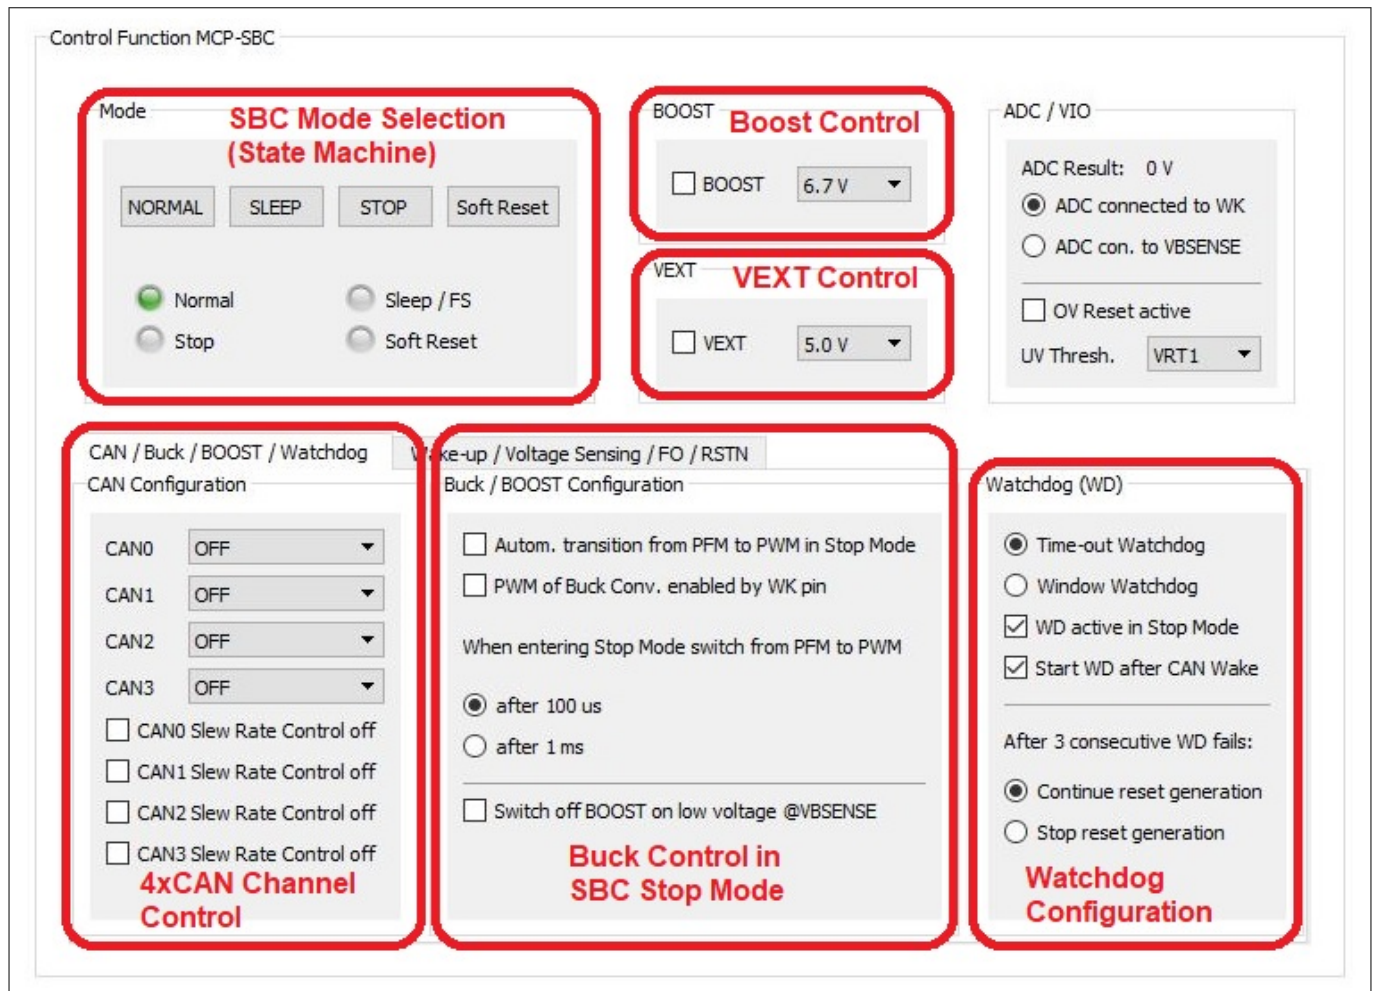 Control Function MCP-SBC
Mode
SBC Mode Selection
(State Machine)
NORMAL
SLEEP
STOP
Soft Reset
Normal
Sleep / FS
Stop
Soft Reset
BOOST
Boost Control
BOOST
6.7 V
VEXT
VEXT Control
VEXT
5.0 V
ADC / VIO
ADC Result: 0 V
ADC connected to WK
ADC con. to VBSENSE
OV Reset active
UV Thresh. VRT1
CAN / Buck / BOOST / Watchdog
Wake-up / Voltage Sensing / FO / RSTN
CAN Configuration
CAN0 OFF
CAN1 OFF
CAN2 OFF
CAN3 OFF
CAN0 Slew Rate Control off
CAN1 Slew Rate Control off
CAN2 Slew Rate Control off
CAN3 Slew Rate Control off
4xCAN Channel
Control
Buck / BOOST Configuration
Autom. transition from PFM to PWM in Stop Mode
PWM of Buck Conv. enabled by WK pin
When entering Stop Mode switch from PFM to PWM
after 100 us
after 1 ms
Switch off BOOST on low voltage @VBSENSE
Buck Control in
SBC Stop Mode
Watchdog (WD)
Time-out Watchdog
Window Watchdog
WD active in Stop Mode
Start WD after CAN Wake
After 3 consecutive WD fails:
Continue reset generation
Stop reset generation
Watchdog
Configuration